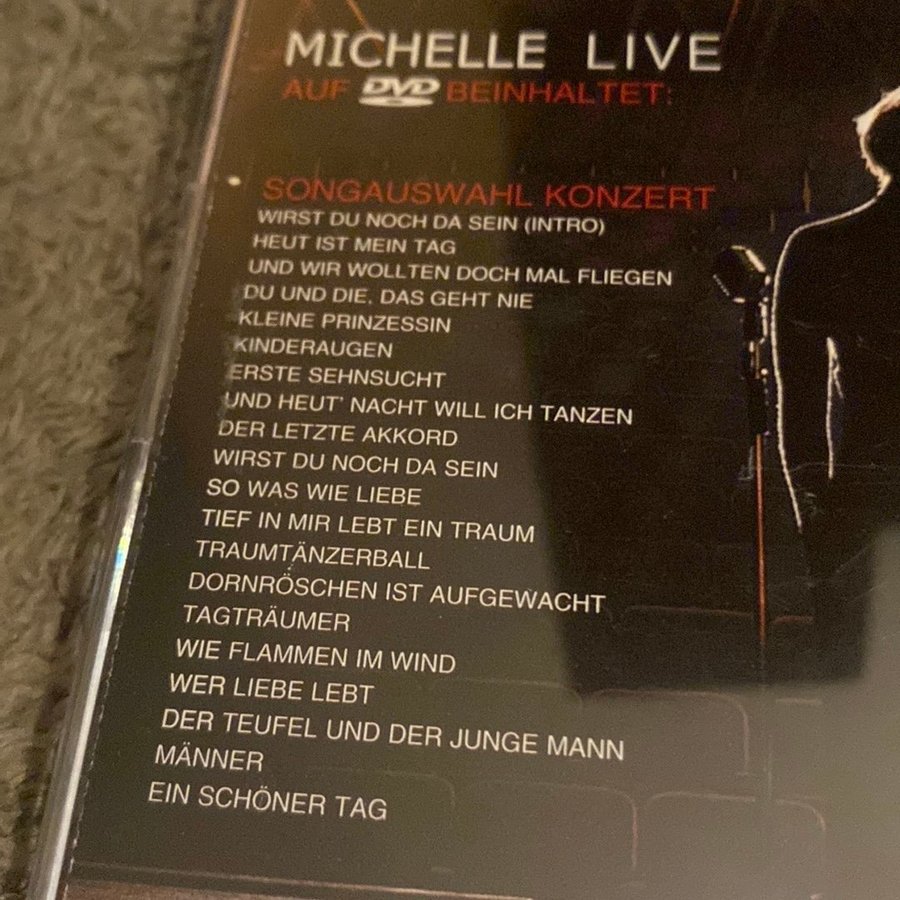 MICHELLE LIVE
AUF DVD BEINHALTET:
SONGAUSWAHL KONZERT
WIRST DU NOCH DA SEIN (INTRO)
HEUT IST MEIN TAG
UND WIR WOLLTEN DOCH MAL FLIEGEN
DU UND DIE, DAS GEHT NIE
KLEINE PRINZESSIN
KINDERAUGEN
ERSTE SEHNSUCHT
UND HEUT' NACHT WILL ICH TANZEN
DER LETZTE AKKORD
WIRST DU NOCH DA SEIN
SO WAS WIE LIEBE
TIEF IN MIR LEBT EIN TRAUM
TRAUMTÄNZERBALL
DORNRÖSCHEN IST AUFGEWACHT
TAGTRÄUMER
WIE FLAMMEN IM WIND
WER LIEBE LEBT
DER TEUFEL UND DER JUNGE MANN
MÄNNER
EIN SCHÖNER TAG